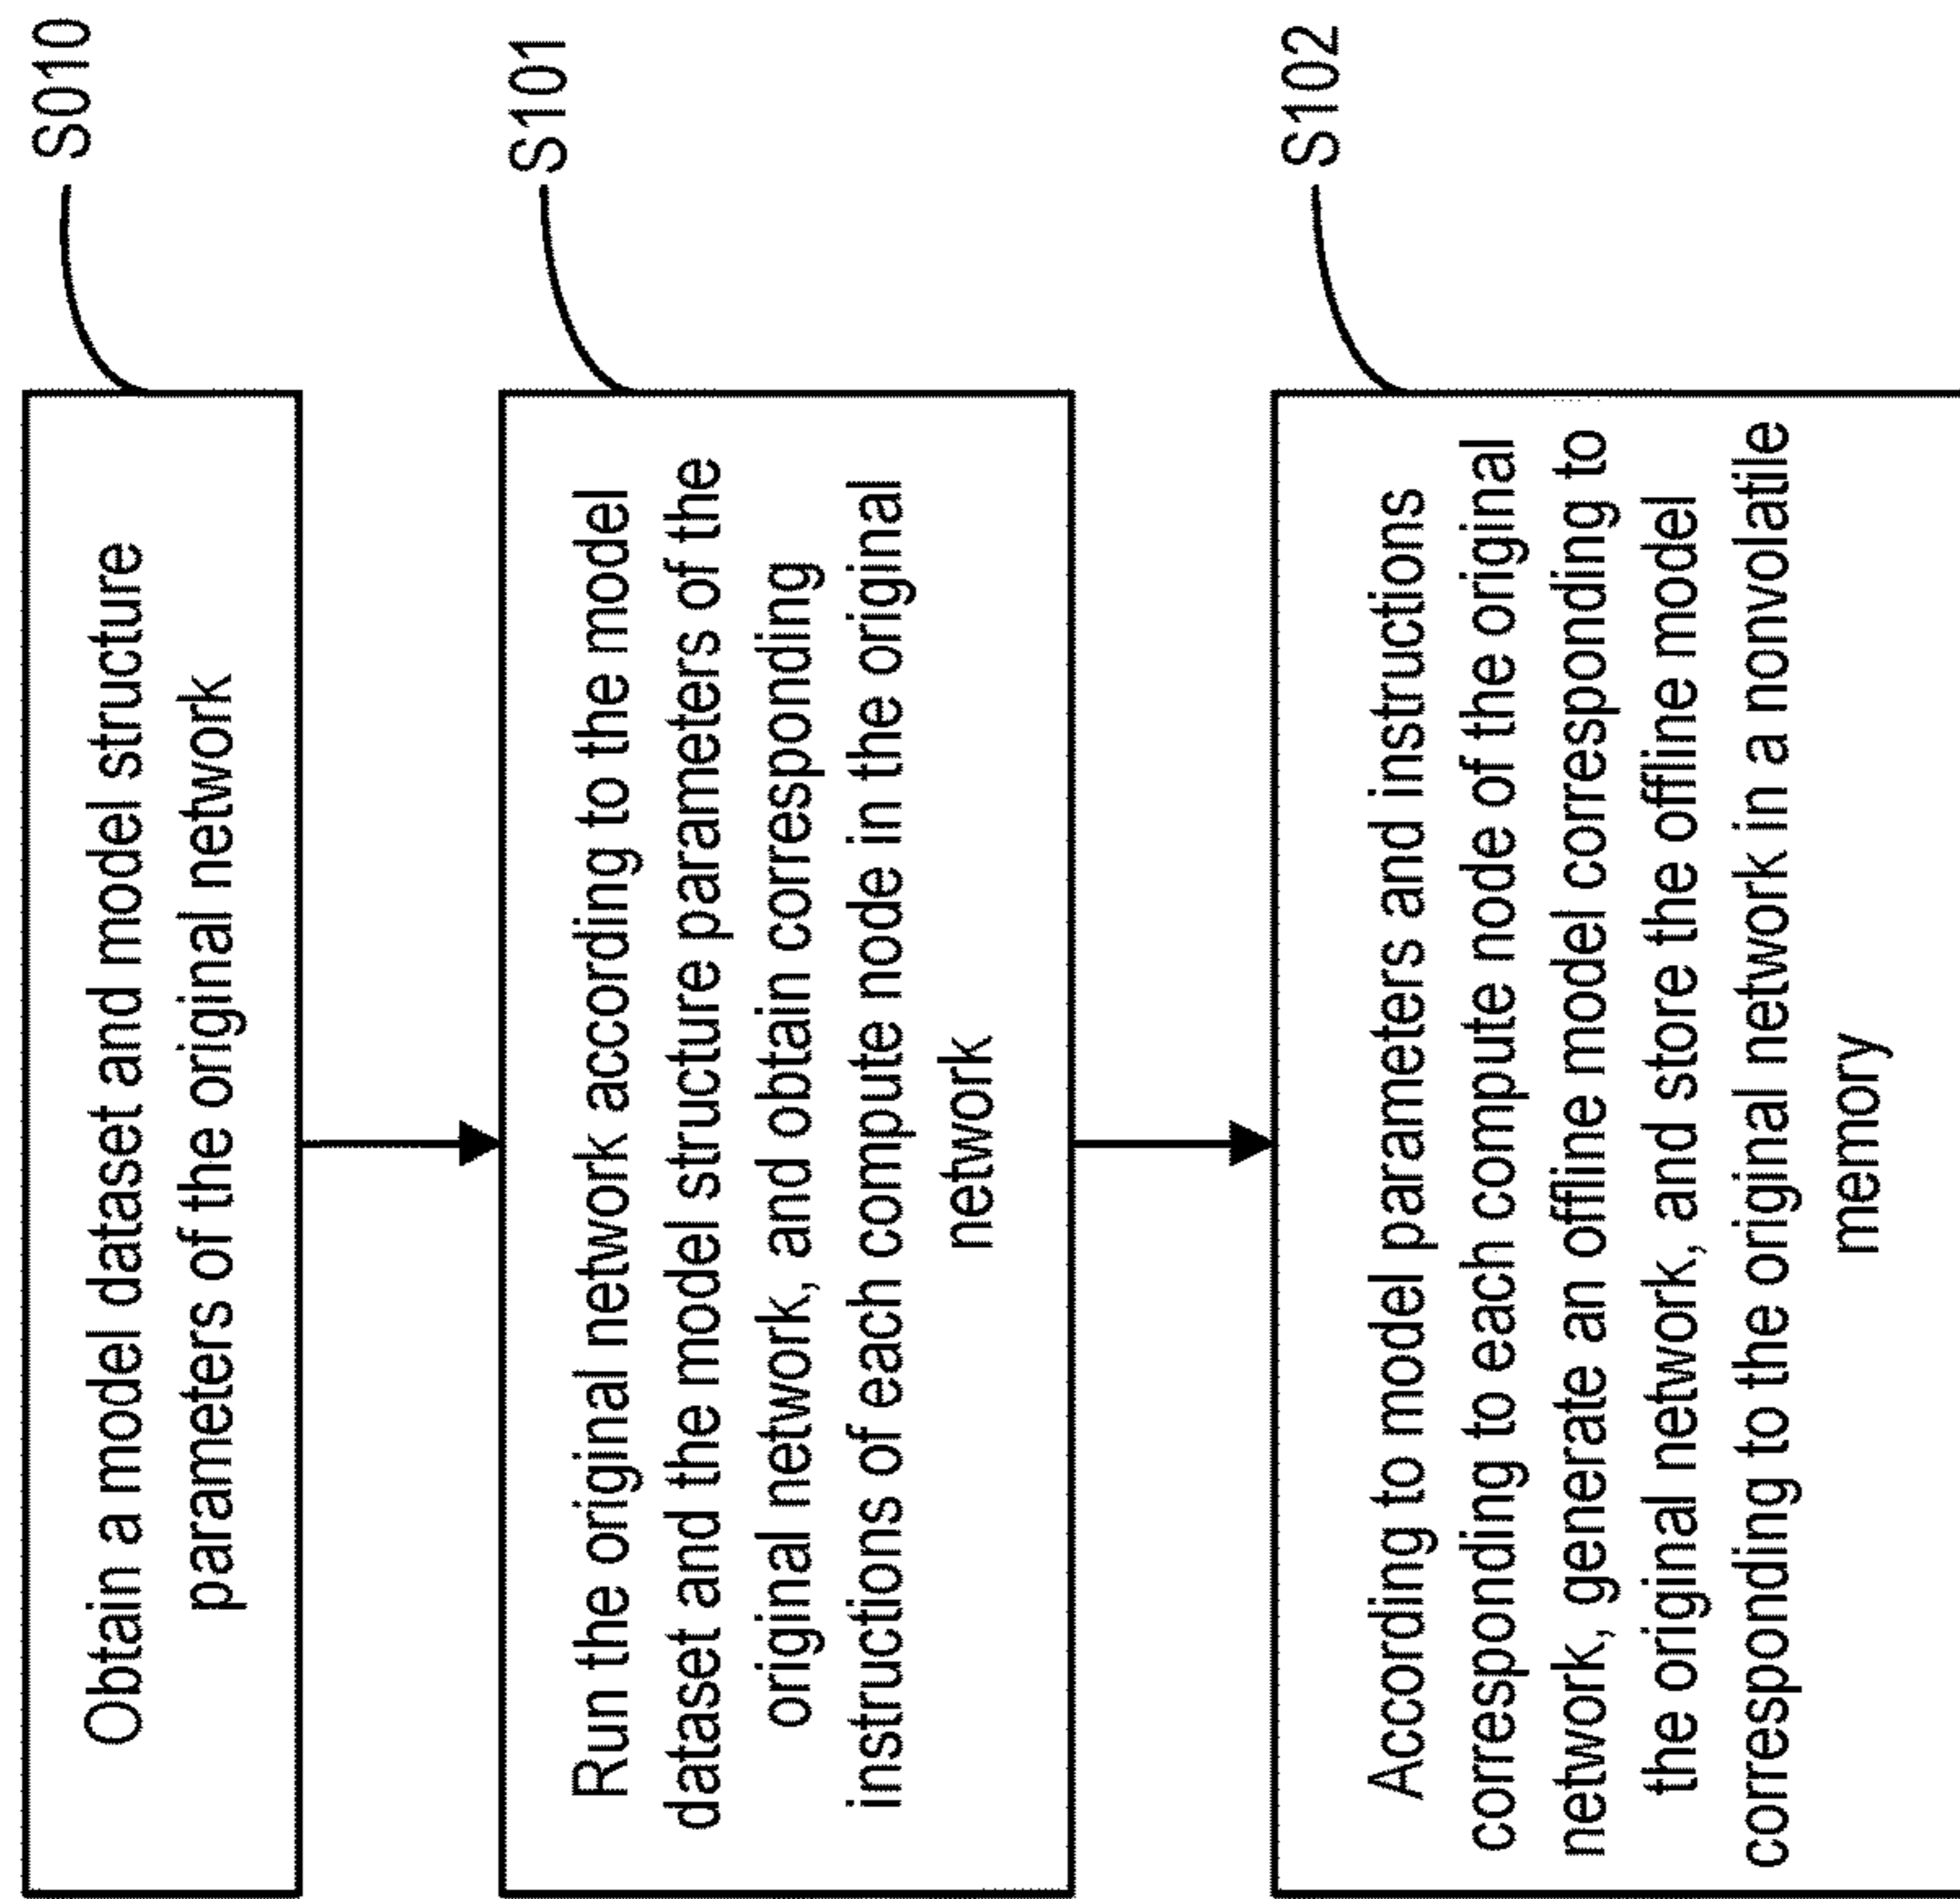 S010
Obtain a model dataset and model structure
parameters of the original network
S101
Run the original network according to the model
dataset and the model structure parameters of the
original network, and obtain corresponding
instructions of each compute node in the original
network
S102
According to model parameters and instructions
corresponding to each compute node of the original
network, generate an offline model corresponding to
the original network, and store the offline model
corresponding to the original network in a nonvolatile
memory